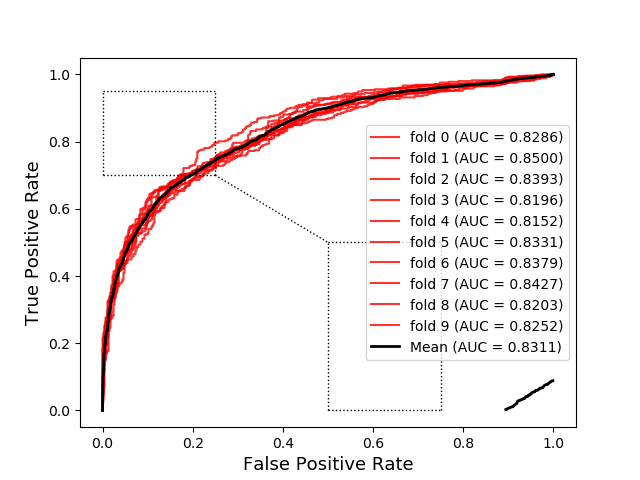 1.0
0.8
0.6
0.4
0.2
0.0
True Positive Rate
fold 0 (AUC = 0.8286)
fold 1 (AUC = 0.8500)
fold 2 (AUC = 0.8393)
fold 3 (AUC = 0.8196)
fold 4 (AUC = 0.8152)
fold 5 (AUC = 0.8331)
fold 6 (AUC = 0.8379)
fold 7 (AUC = 0.8427)
fold 8 (AUC = 0.8203)
fold 9 (AUC = 0.8252)
Mean (AUC = 0.8311)
0.0 0.2 0.4 0.6 0.8 1.0
False Positive Rate